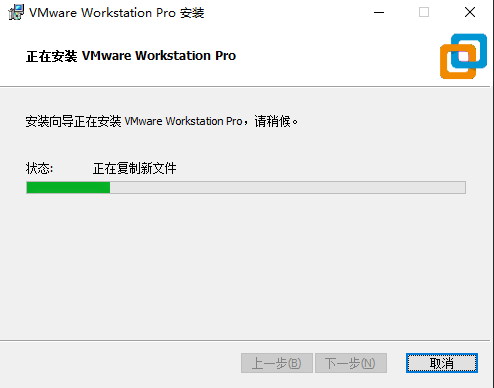 VMware Workstation Pro 安装
正在安装 VMware Workstation Pro
安装向导正在安装 VMware Workstation Pro，请稍候。
状态: 正在复制新文件
上一步(B) 下一步(N) 取消